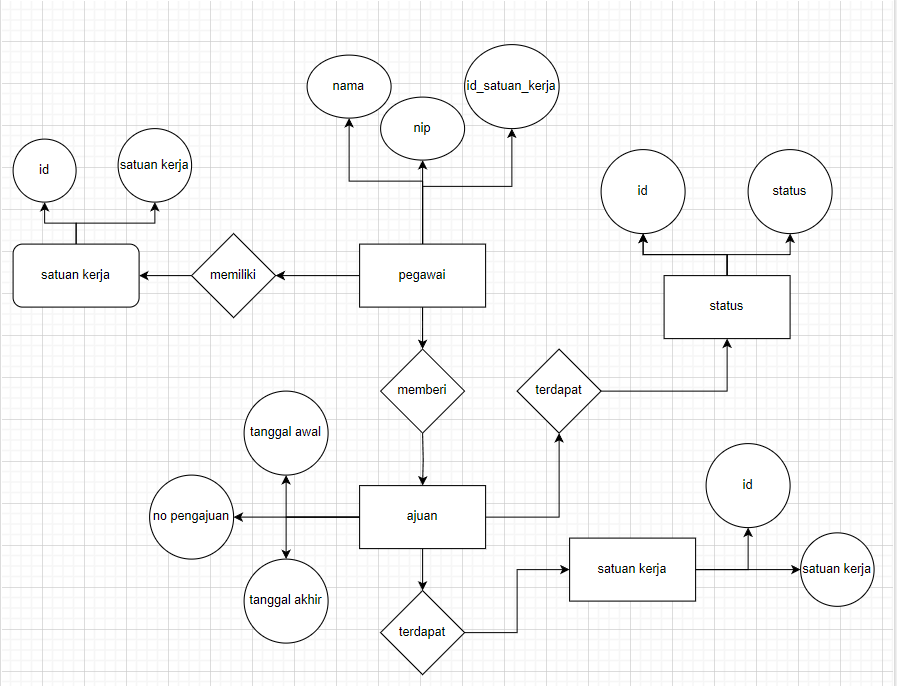 nama
id_satuan_kerja
nip
id
satuan kerja
id
status
satuan kerja
memiliki
pegawai
status
memberi
terdapat
tanggal awal
no pengajuan
ajuan
id
tanggal akhir
satuan kerja
satuan kerja
terdapat